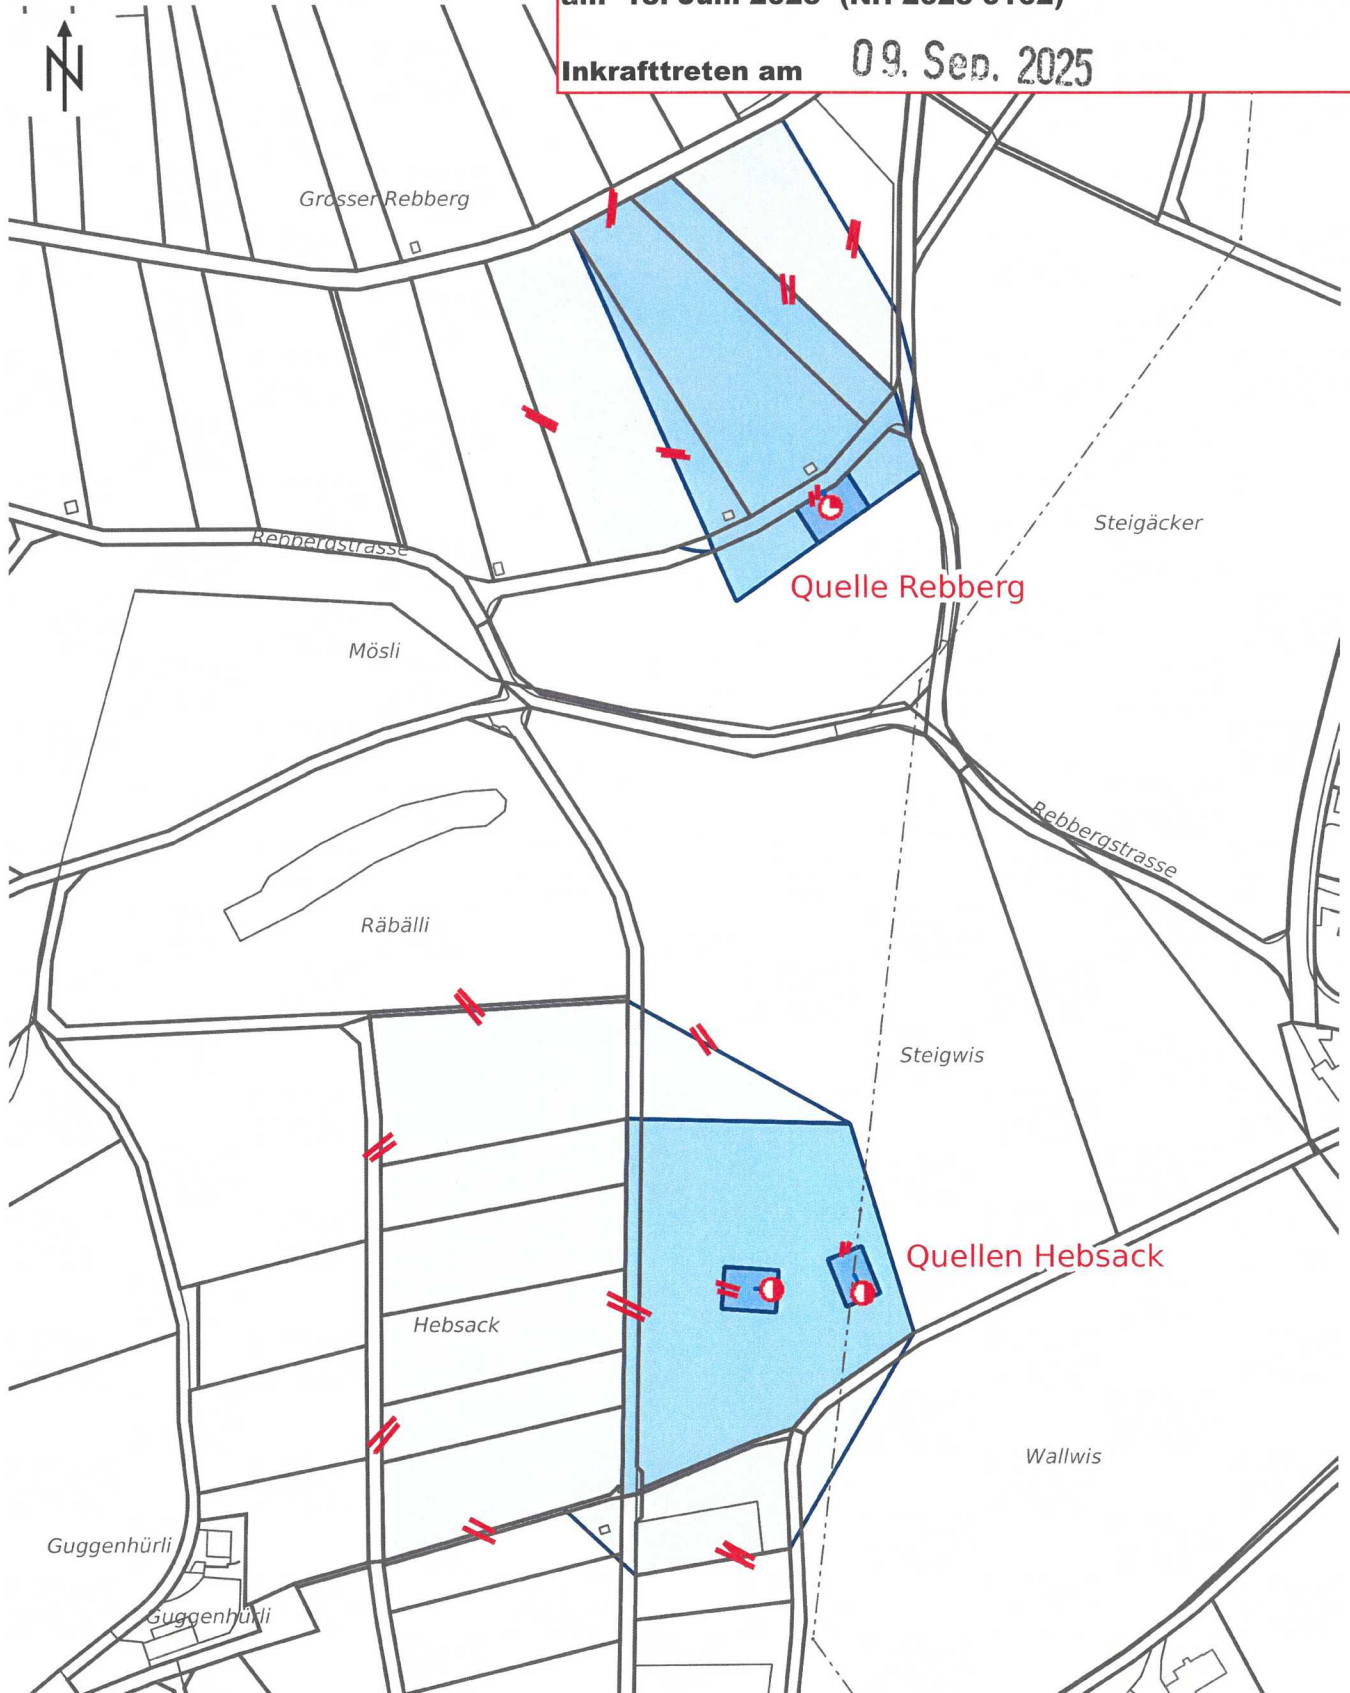 Inkrafttreten am 09. Sep. 2025
N
Grosser Rebberg
Steigäcker
Rebbergstrasse
Quelle Rebberg
Mösli
Rebbergstrasse
Räbälli
Steigwis
Quellen Hebsack
Hebsack
Wallwis
Guggenhürli
Guggenhürli